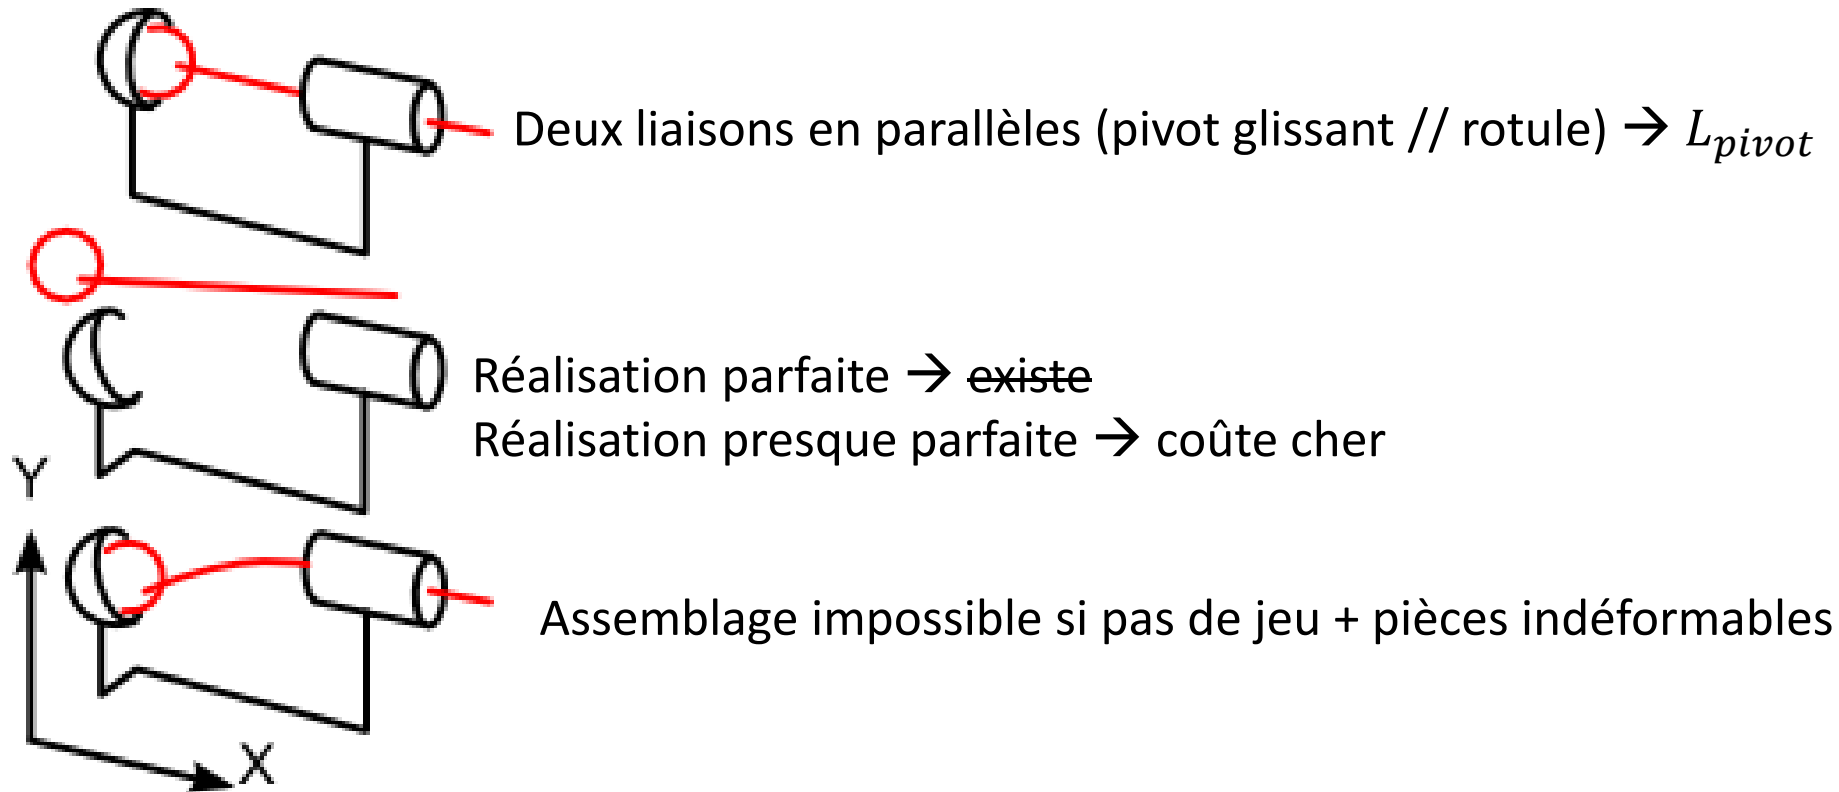 Deux liaisons en parallèles (pivot glissant // rotule) → L_pivot
Réalisation parfaite → existe
Réalisation presque parfaite → coûte cher
Y
Assemblage impossible si pas de jeu + pièces indéformables
X